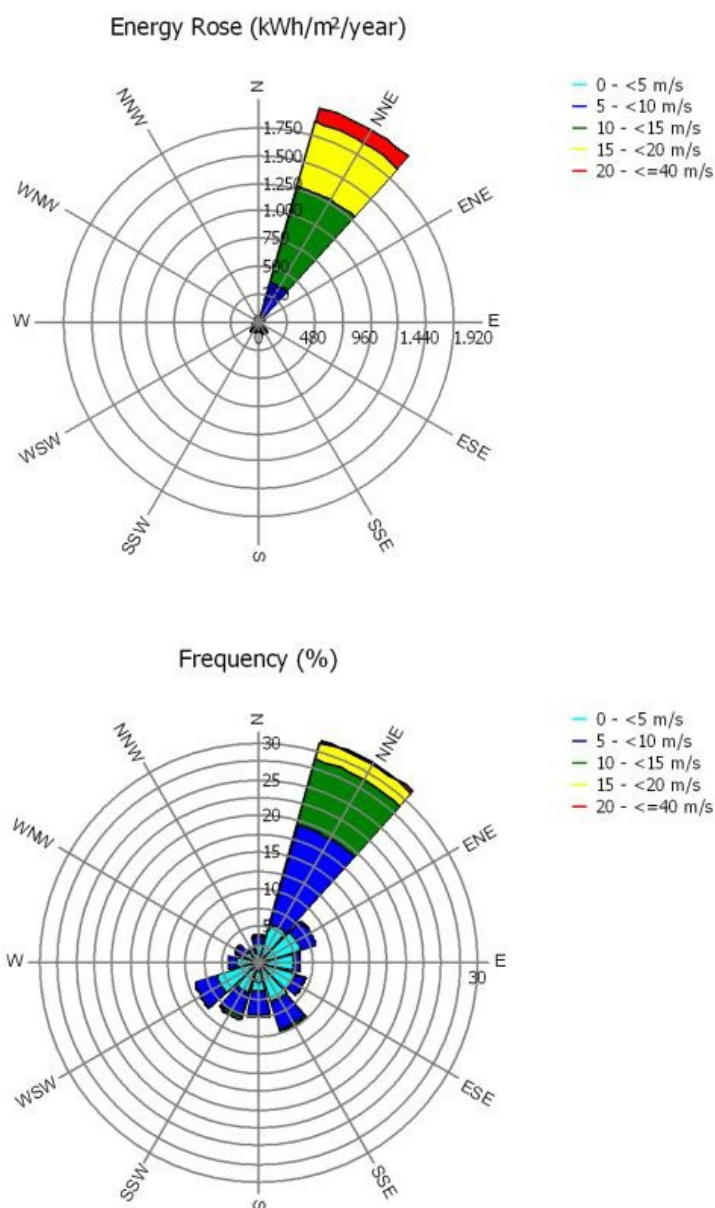 Energy Rose (kWh/m²/year)
N
NNE
ENE
E
ESE
SSE
S
SSW
WSW
W
WNW
NNW
1.750
1.500
1.250
1.000
750
500
0
480
960
1.440
1.920
0 - <5 m/s
5 - <10 m/s
10 - <15 m/s
15 - <20 m/s
20 - <=40 m/s
Frequency (%)
N
NNE
ENE
E
ESE
SSE
S
SSW
WSW
W
WNW
NNW
30
25
20
15
10
5
30
0 - <5 m/s
5 - <10 m/s
10 - <15 m/s
15 - <20 m/s
20 - <=40 m/s